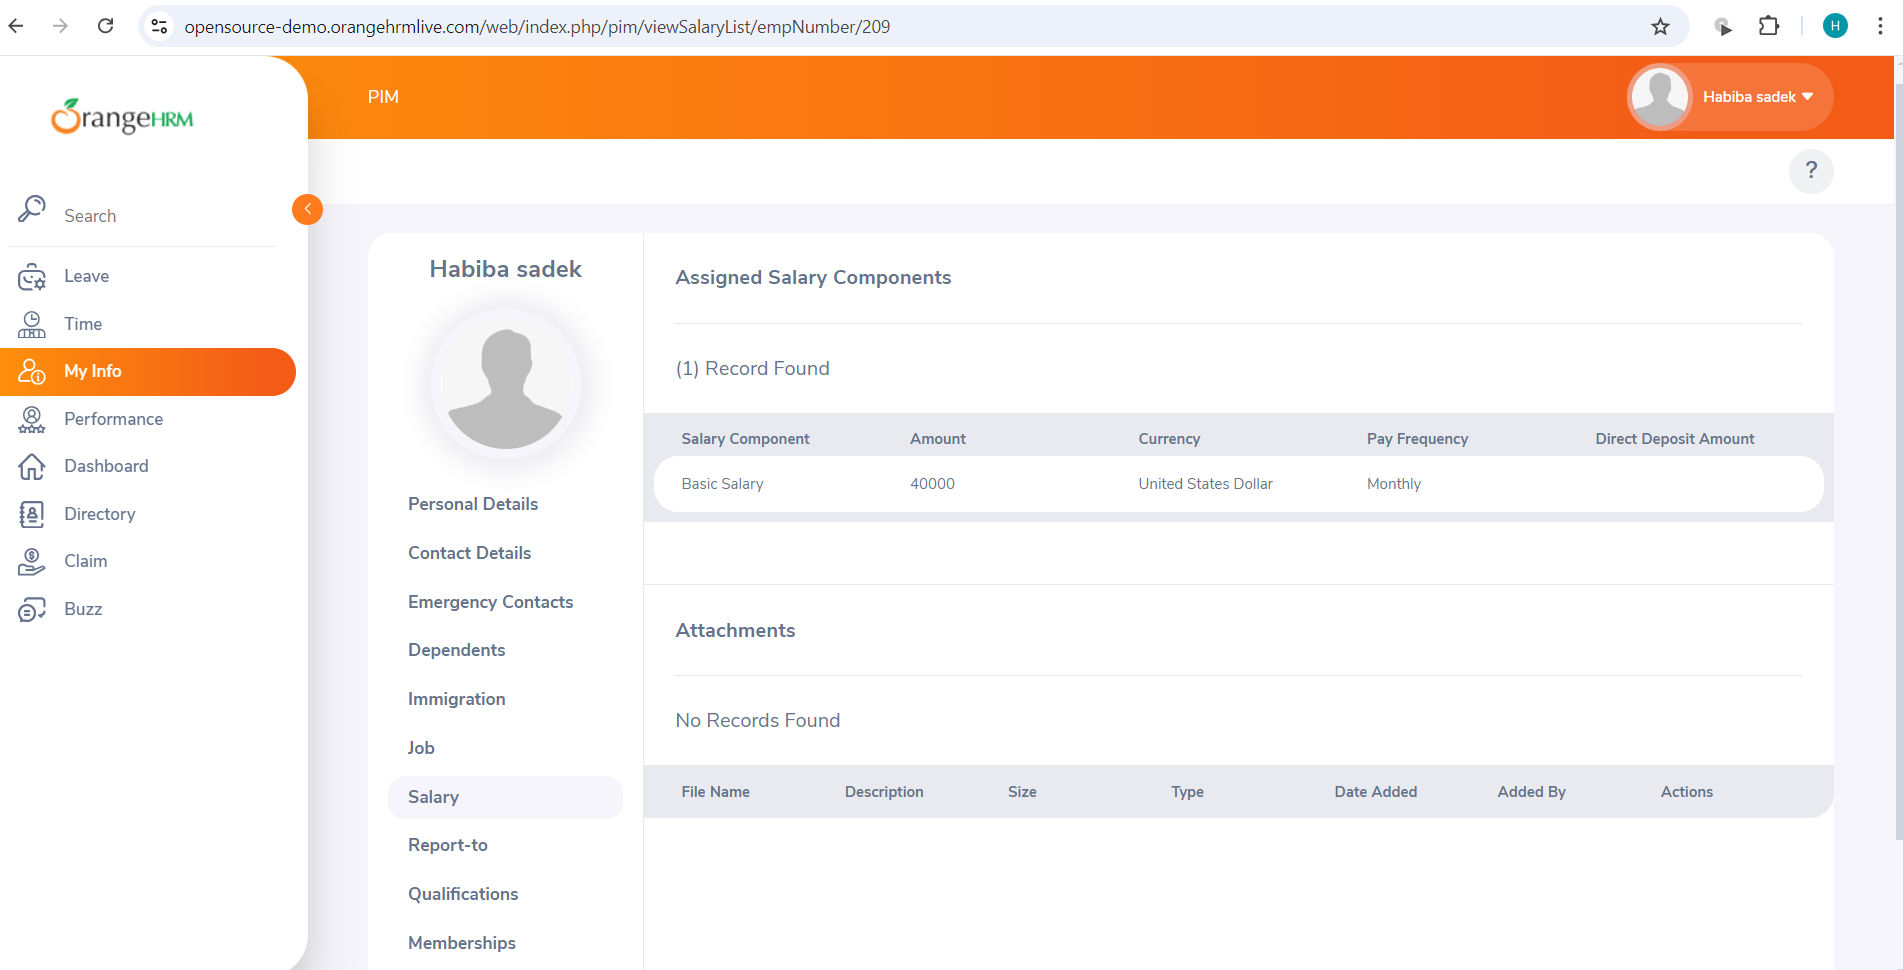 opensource-demo.orangehrmlive.com/web/index.php/pim/viewSalaryList/empNumber/209
H
OrangeHRM
PIM
Habiba sadek
?
Search
Leave
Time
My Info
Performance
Dashboard
Directory
Claim
Buzz
Habiba sadek
Personal Details
Contact Details
Emergency Contacts
Dependents
Immigration
Job
Salary
Report-to
Qualifications
Memberships
Assigned Salary Components
(1) Record Found
Salary Component Amount Currency Pay Frequency Direct Deposit Amount
Basic Salary 40000 United States Dollar Monthly
Attachments
No Records Found
File Name Description Size Type Date Added Added By Actions